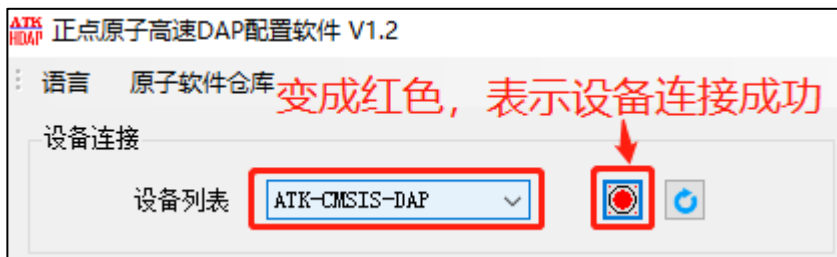 ATK HDAP 正点原子高速DAP配置软件 V1.2
语言 原子软件仓库
变成红色，表示设备连接成功
设备连接
设备列表 ATK-CMSIS-DAP